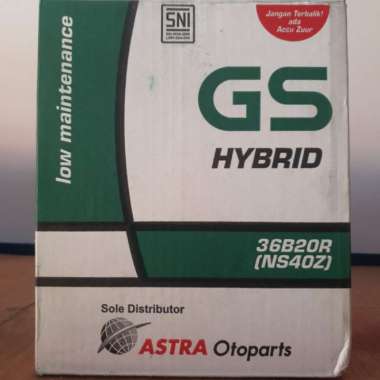 low maintenance
SNI
Jangan Terbalik!
ada
Accu Zuur
GS
HYBRID
36B20R
(NS40Z)
Sole Distributor
ASTRA Otoparts